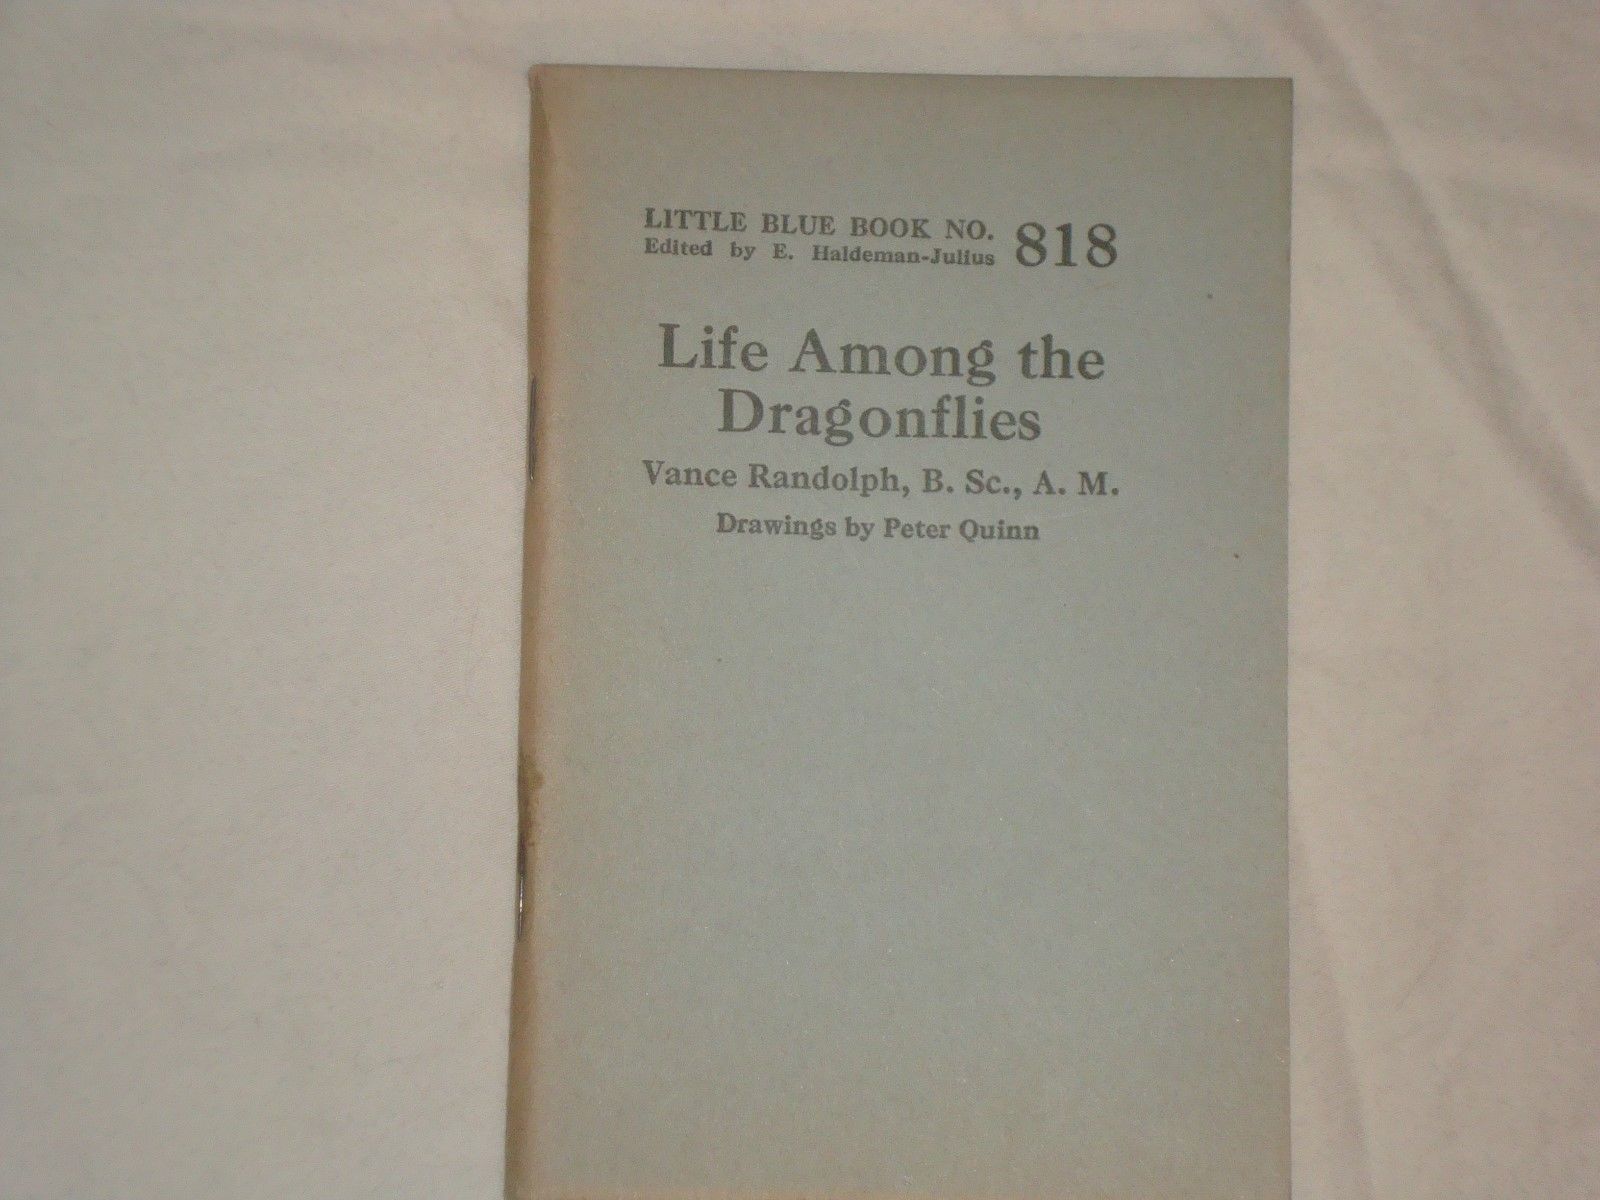 LITTLE BLUE BOOK NO. 818
Edited by E. Haldeman-Julius
Life Among the
Dragonflies
Vance Randolph, B. Sc., A. M.
Drawings by Peter Quinn